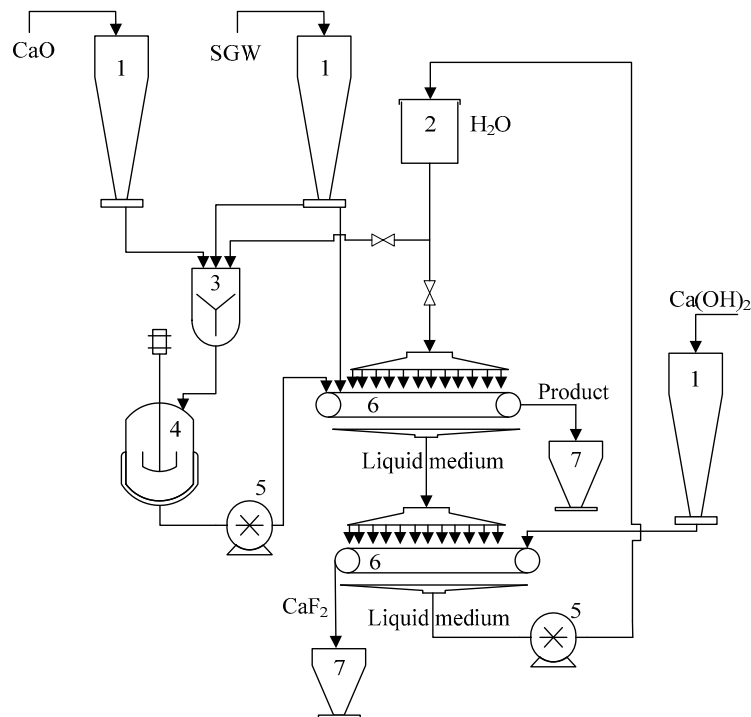 CaO
SGW
1
1
2
H₂O
3
Ca(OH)₂
1
4
6
Product
7
5
Liquid medium
6
CaF₂
Liquid medium
5
7